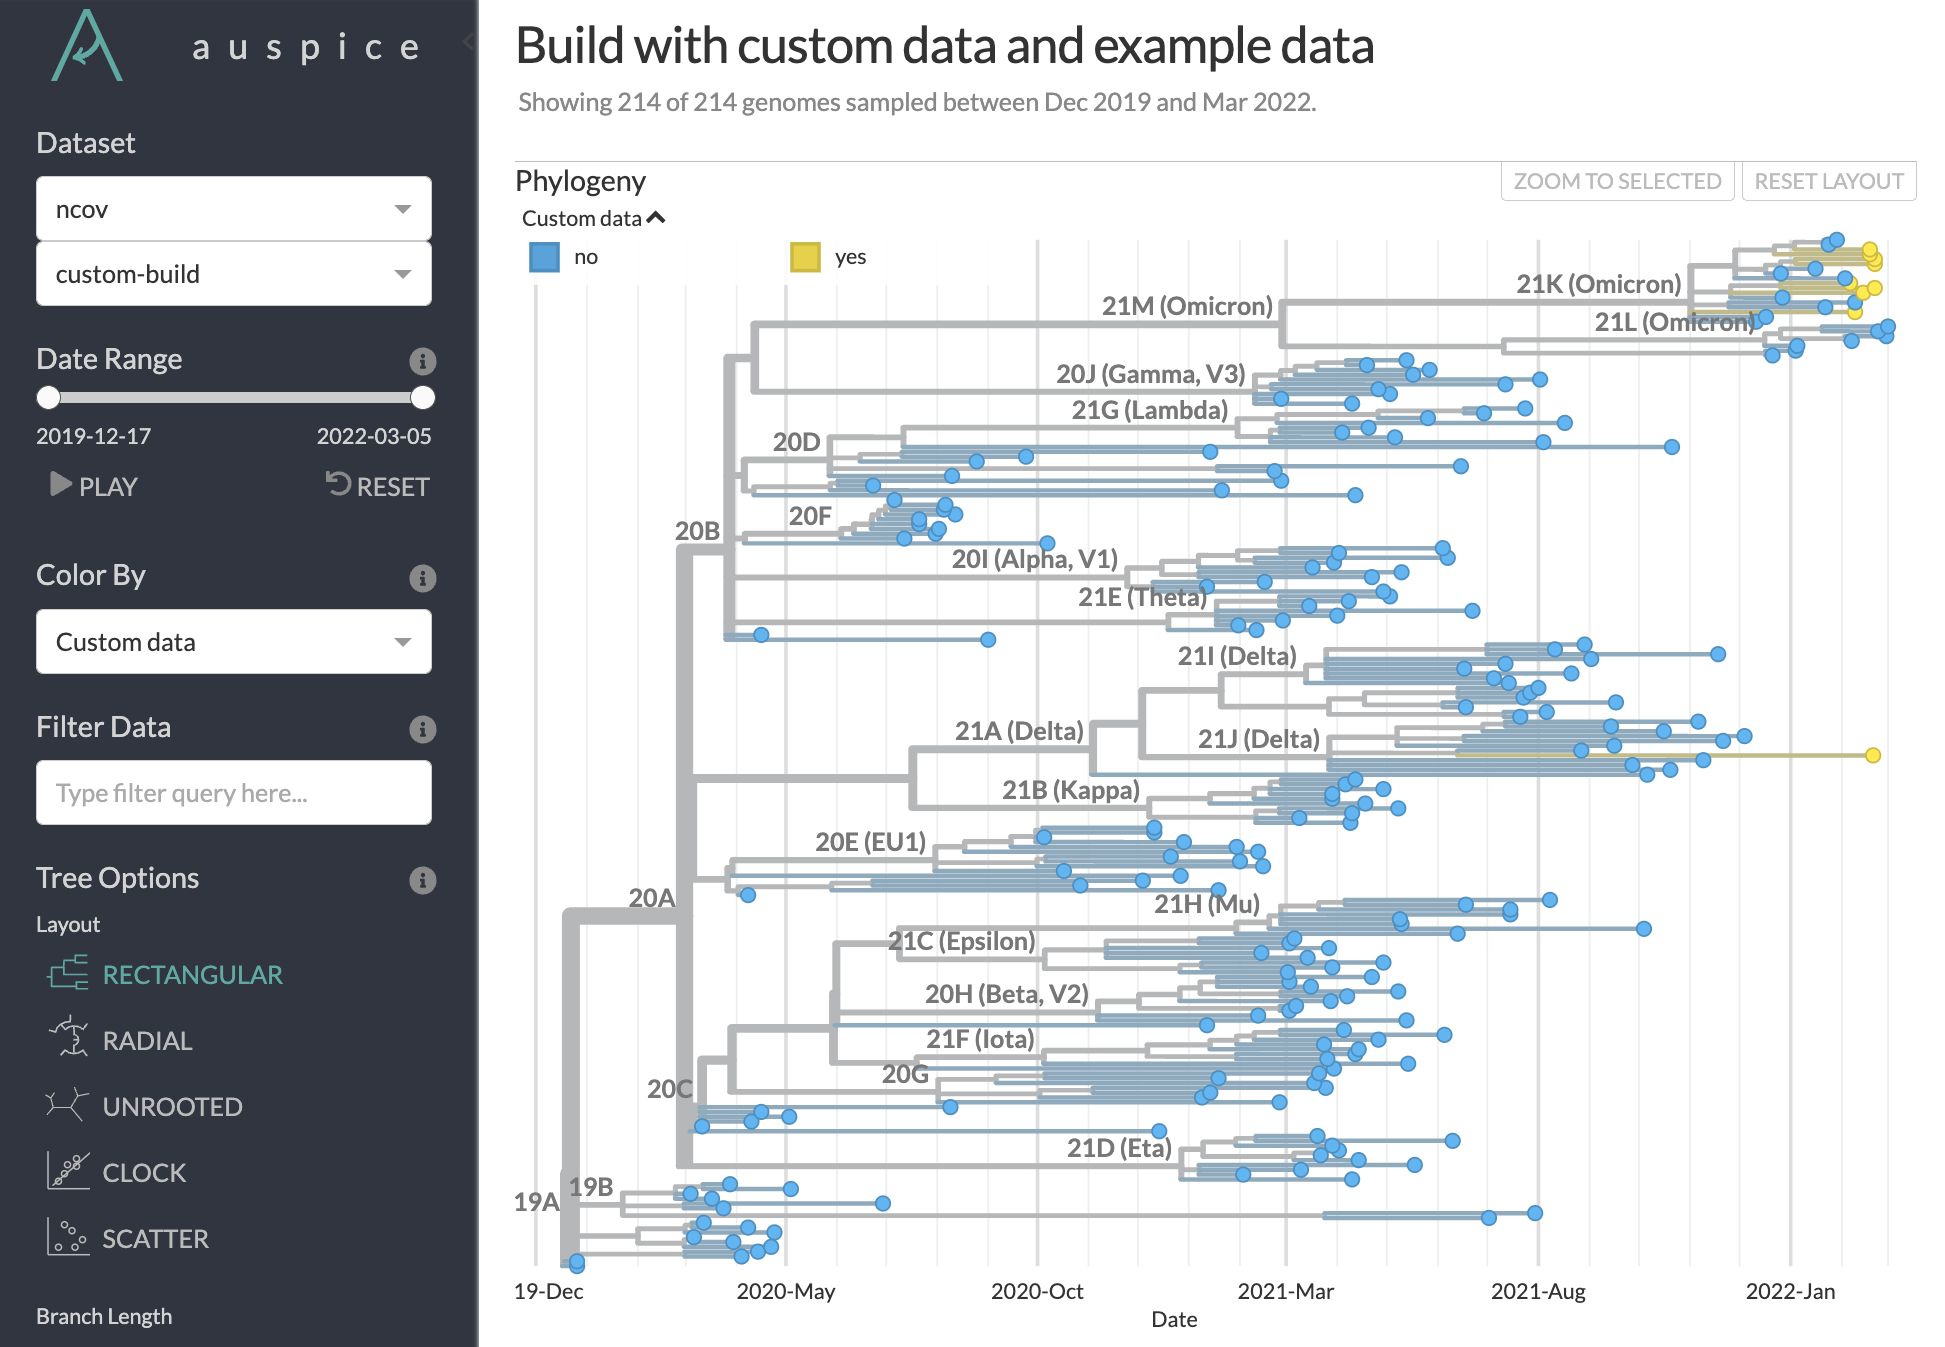 auspice
Dataset
ncov
custom-build
Date Range
2019-12-17
2022-03-05
PLAY
RESET
Color By
Custom data
Filter Data
Type filter query here...
Tree Options
Layout
RECTANGULAR
RADIAL
UNROOTED
CLOCK
SCATTER
Branch Length
Build with custom data and example data
Showing 214 of 214 genomes sampled between Dec 2019 and Mar 2022.
Phylogeny
ZOOM TO SELECTED
RESET LAYOUT
Custom data
no
yes
21K (Omicron)
21M (Omicron)
21L (Omicron)
20J (Gamma, V3)
21G (Lambda)
20D
20F
20B
20I (Alpha, V1)
21E (Theta)
21I (Delta)
21A (Delta)
21J (Delta)
21B (Kappa)
20E (EU1)
20A
21H (Mu)
21C (Epsilon)
20H (Beta, V2)
21F (Iota)
20G
20C
21D (Eta)
19B
19A
19-Dec
2020-May
2020-Oct
2021-Mar
2021-Aug
2022-Jan
Date